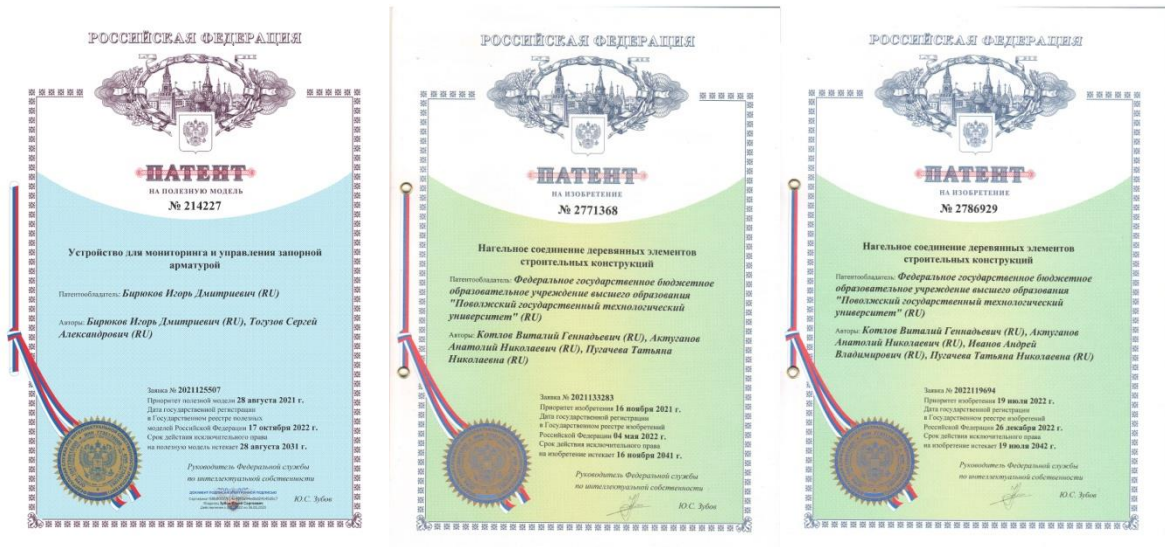 РОССИЙСКАЯ ФЕДЕРАЦИЯ
ПАТЕНТ
НА ПОЛЕЗНУЮ МОДЕЛЬ
№ 214227
Устройство для мониторинга и управления запорной
арматурой
Патентообладатель: Бирюков Игорь Дмитриевич (RU)
Авторы: Бирюков Игорь Дмитриевич (RU), Тогузов Сергей
Александрович (RU)
Заявка № 2021125507
Приоритет полезной модели 28 августа 2021 г.
Дата государственной регистрации
в Государственном реестре полезных
моделей Российской Федерации 17 октября 2022 г.
Срок действия исключительного права
на полезную модель истекает 28 августа 2031 г.
Руководитель Федеральной службы
по интеллектуальной собственности
Ю.С. Зубов
РОССИЙСКАЯ ФЕДЕРАЦИЯ
ПАТЕНТ
НА ИЗОБРЕТЕНИЕ
№ 2771368
Нагельное соединение деревянных элементов
строительных конструкций
Патентообладатель: Федеральное государственное бюджетное
образовательное учреждение высшего образования
"Поволжский государственный технологический
университет" (RU)
Авторы: Котлов Виталий Геннадьевич (RU), Актуганов
Анатолий Николаевич (RU), Пугачева Татьяна
Николаевна (RU)
Заявка № 2021133283
Приоритет изобретения 16 ноября 2021 г.
Дата государственной регистрации
в Государственном реестре изобретений
Российской Федерации 04 мая 2022 г.
Срок действия исключительного права
на изобретение истекает 16 ноября 2041 г.
Руководитель Федеральной службы
по интеллектуальной собственности
Ю.С. Зубов
РОССИЙСКАЯ ФЕДЕРАЦИЯ
ПАТЕНТ
НА ИЗОБРЕТЕНИЕ
№ 2786929
Нагельное соединение деревянных элементов
строительных конструкций
Патентообладатель: Федеральное государственное бюджетное
образовательное учреждение высшего образования
"Поволжский государственный технологический
университет" (RU)
Авторы: Котлов Виталий Геннадьевич (RU), Актуганов
Анатолий Николаевич (RU), Иванов Андрей
Владимирович (RU), Пугачева Татьяна Николаевна (RU)
Заявка № 2022119694
Приоритет изобретения 19 июля 2022 г.
Дата государственной регистрации
в Государственном реестре изобретений
Российской Федерации 26 декабря 2022 г.
Срок действия исключительного права
на изобретение истекает 19 июля 2042 г.
Руководитель Федеральной службы
по интеллектуальной собственности
Ю.С. Зубов